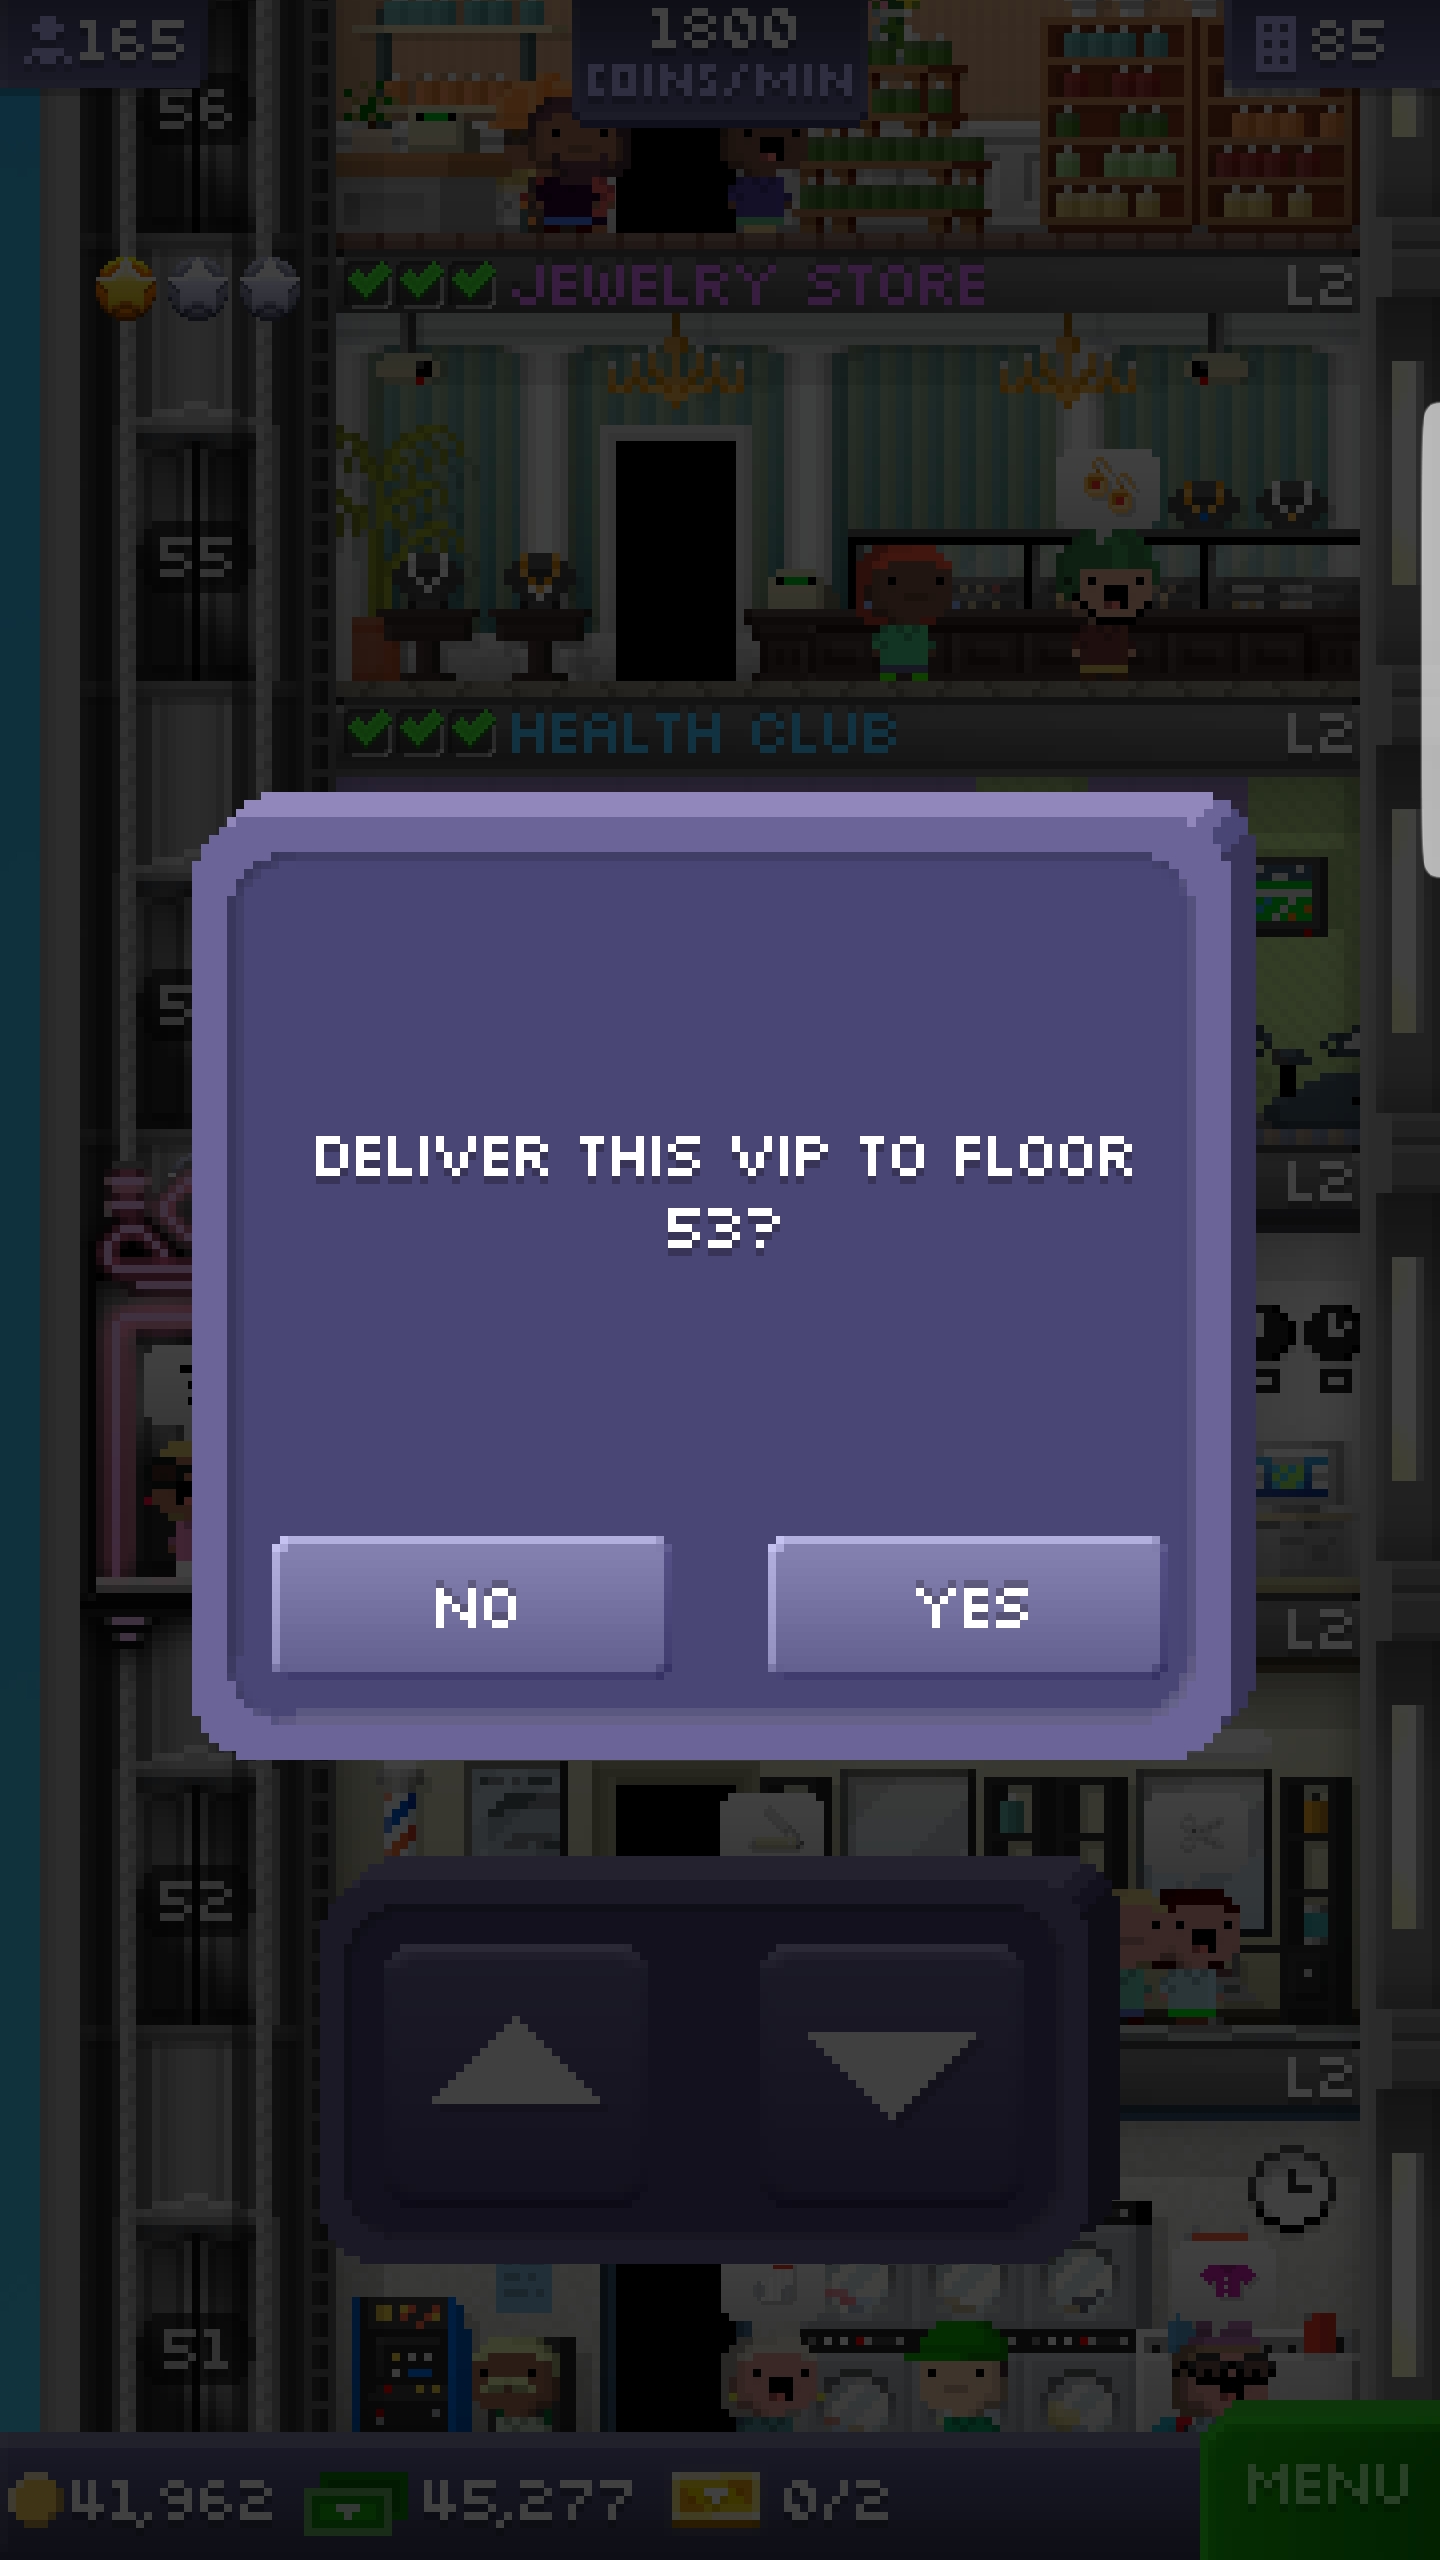 165
1800
COINS/MIN
85
56
JEWELRY STORE
L2
55
HEALTH CLUB
L2
L2
DELIVER THIS VIP TO FLOOR
53?
NO
YES
L2
52
L2
51
41,962
45,277
0/2
MENU